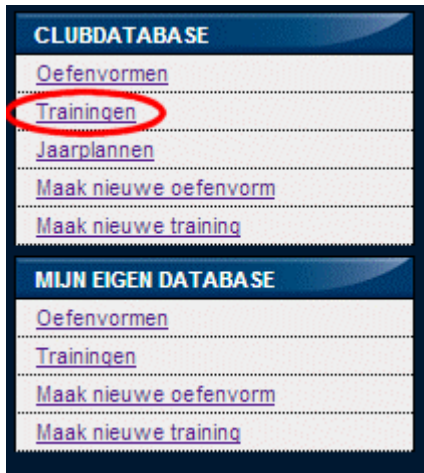 CLUBDATABASE
Oefenvormen
Trainingen
Jaarplannen
Maak nieuwe oefenvorm
Maak nieuwe training
MIJN EIGEN DATABASE
Oefenvormen
Trainingen
Maak nieuwe oefenvorm
Maak nieuwe training